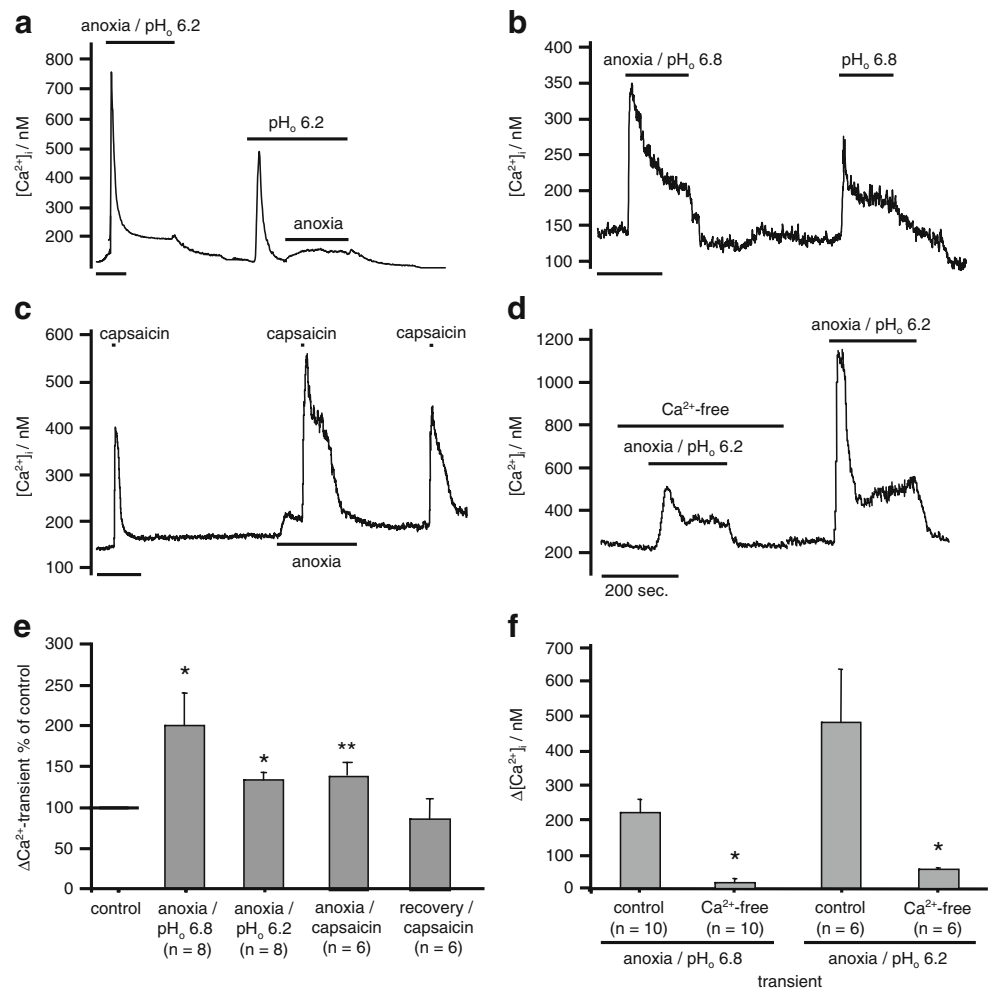 a
anoxia / pHₒ 6.2
800
700
600
500
400
300
200
[Ca²⁺]ᵢ / nM
pHₒ 6.2
anoxia
b
400
350
300
250
200
150
100
[Ca²⁺]ᵢ / nM
anoxia / pHₒ 6.8
pHₒ 6.8
c
600
500
400
300
200
100
[Ca²⁺]ᵢ / nM
capsaicin
capsaicin
capsaicin
anoxia
d
1200
1000
800
600
400
200
[Ca²⁺]ᵢ / nM
anoxia / pHₒ 6.2
Ca²⁺-free
anoxia / pHₒ 6.2
200 sec.
e
300
250
200
150
100
50
0
ΔCa²⁺-transient % of control
*
*
**
control
anoxia /
pHₒ 6.8
(n = 8)
anoxia /
pHₒ 6.2
(n = 8)
anoxia /
capsaicin
(n = 6)
recovery /
capsaicin
(n = 6)
f
700
600
500
400
300
200
100
0
Δ[Ca²⁺]ᵢ / nM
*
*
control
(n = 10)
Ca²⁺-free
(n = 10)
control
(n = 6)
Ca²⁺-free
(n = 6)
anoxia / pHₒ 6.8
anoxia / pHₒ 6.2
transient